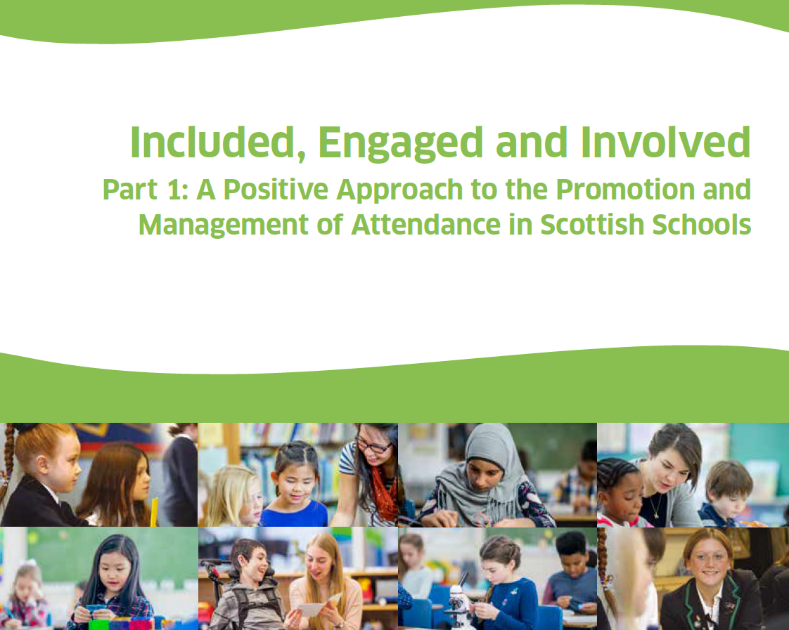 Included, Engaged and Involved
Part 1: A Positive Approach to the Promotion and
Management of Attendance in Scottish Schools